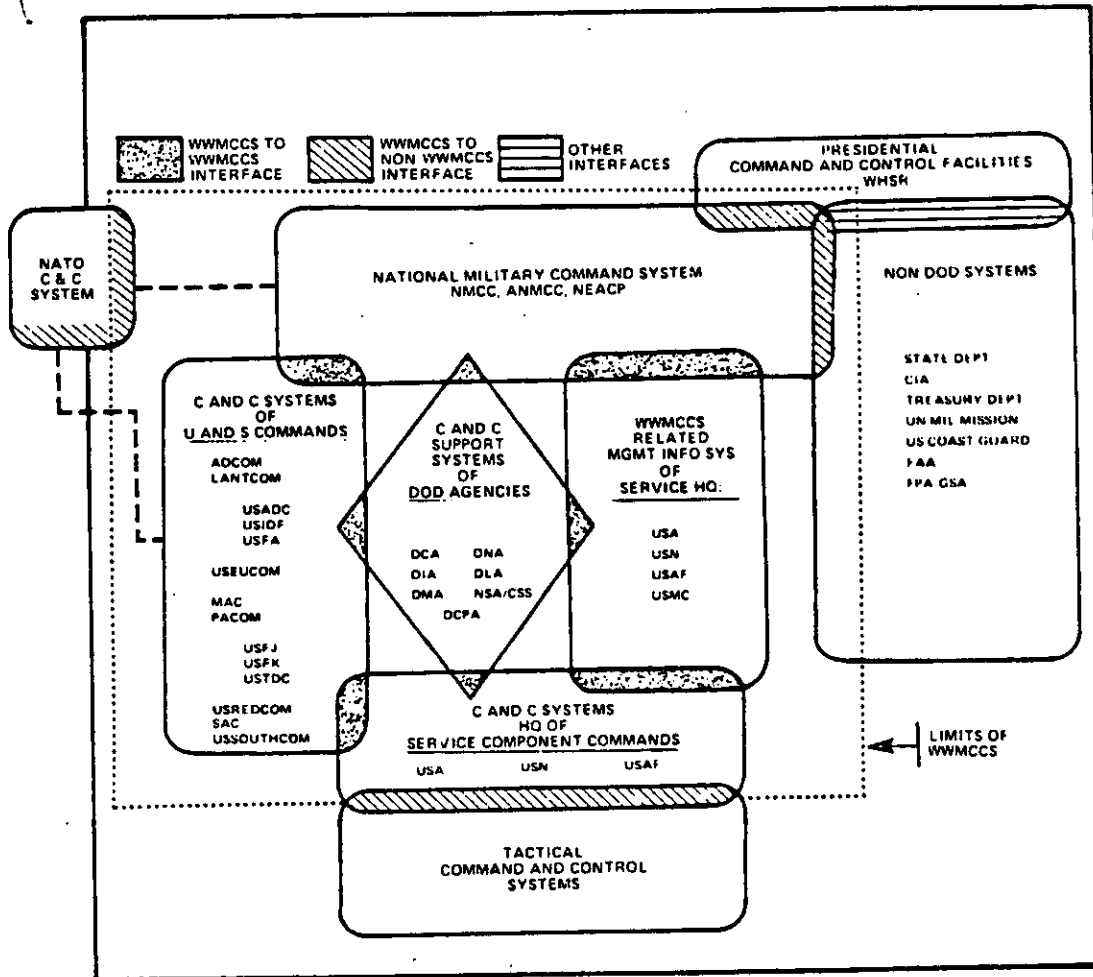 WWMCCS TO
WWMCCS
INTERFACE
WWMCCS TO
NON WWMCCS
INTERFACE
OTHER
INTERFACES
PRESIDENTIAL
COMMAND AND CONTROL FACILITIES
WHSR
NATO
C & C
SYSTEM
NATIONAL MILITARY COMMAND SYSTEM
NMCC, ANMCC, NEACP
NON DOD SYSTEMS
STATE DEPT
CIA
TREASURY DEPT
UN MIL MISSION
US COAST GUARD
FAA
FPA GSA
C AND C SYSTEMS
OF
U AND S COMMANDS
ADCOM
LANTCOM
USADC
USIDF
USFA
USEUCOM
MAC
PACOM
USFJ
USFK
USTDC
USREDCOM
SAC
USSOUTHCOM
C AND C
SUPPORT
SYSTEMS
OF
DOD AGENCIES
DCA DNA
DIA DLA
DMA NSA/CSS
DCPA
WWMCCS
RELATED
MGMT INFO SYS
OF
SERVICE HQ:
USA
USN
USAF
USMC
C AND C SYSTEMS
HQ OF
SERVICE COMPONENT COMMANDS
USA USN USAF
LIMITS OF
WWMCCS
TACTICAL
COMMAND AND CONTROL
SYSTEMS